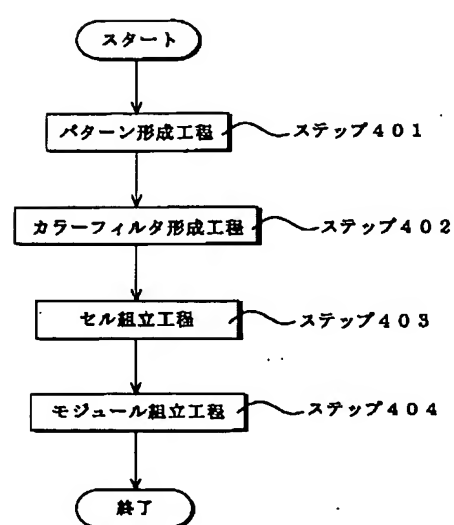 スタート
パターン形成工程 ステップ401
カラーフィルタ形成工程 ステップ402
セル組立工程 ステップ403
モジュール組立工程 ステップ404
終了